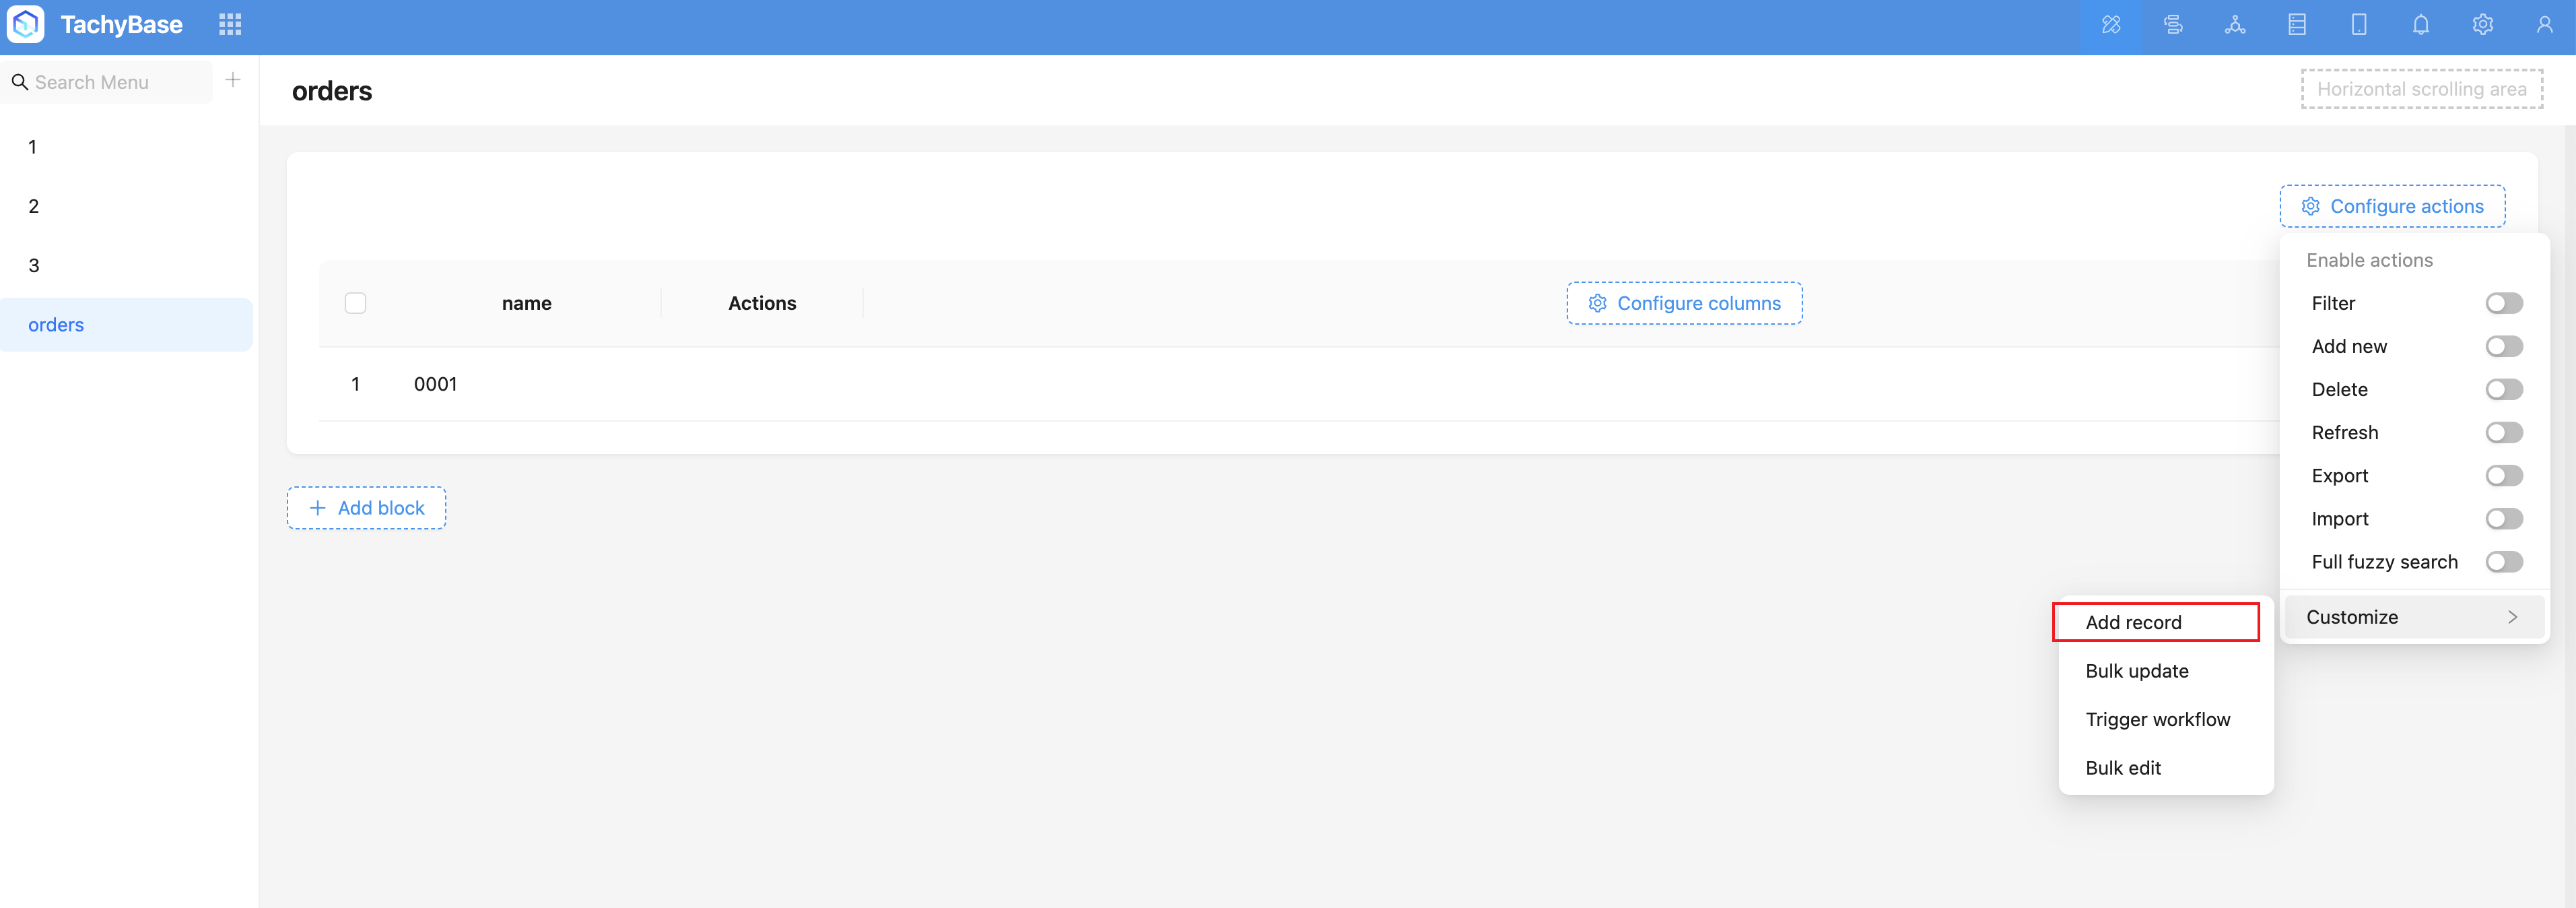 TachyBase
Search Menu
1
2
3
orders
orders
Horizontal scrolling area
Configure actions
name
Actions
Configure columns
1
0001
Add block
Enable actions
Filter
Add new
Delete
Refresh
Export
Import
Full fuzzy search
Customize
Add record
Bulk update
Trigger workflow
Bulk edit